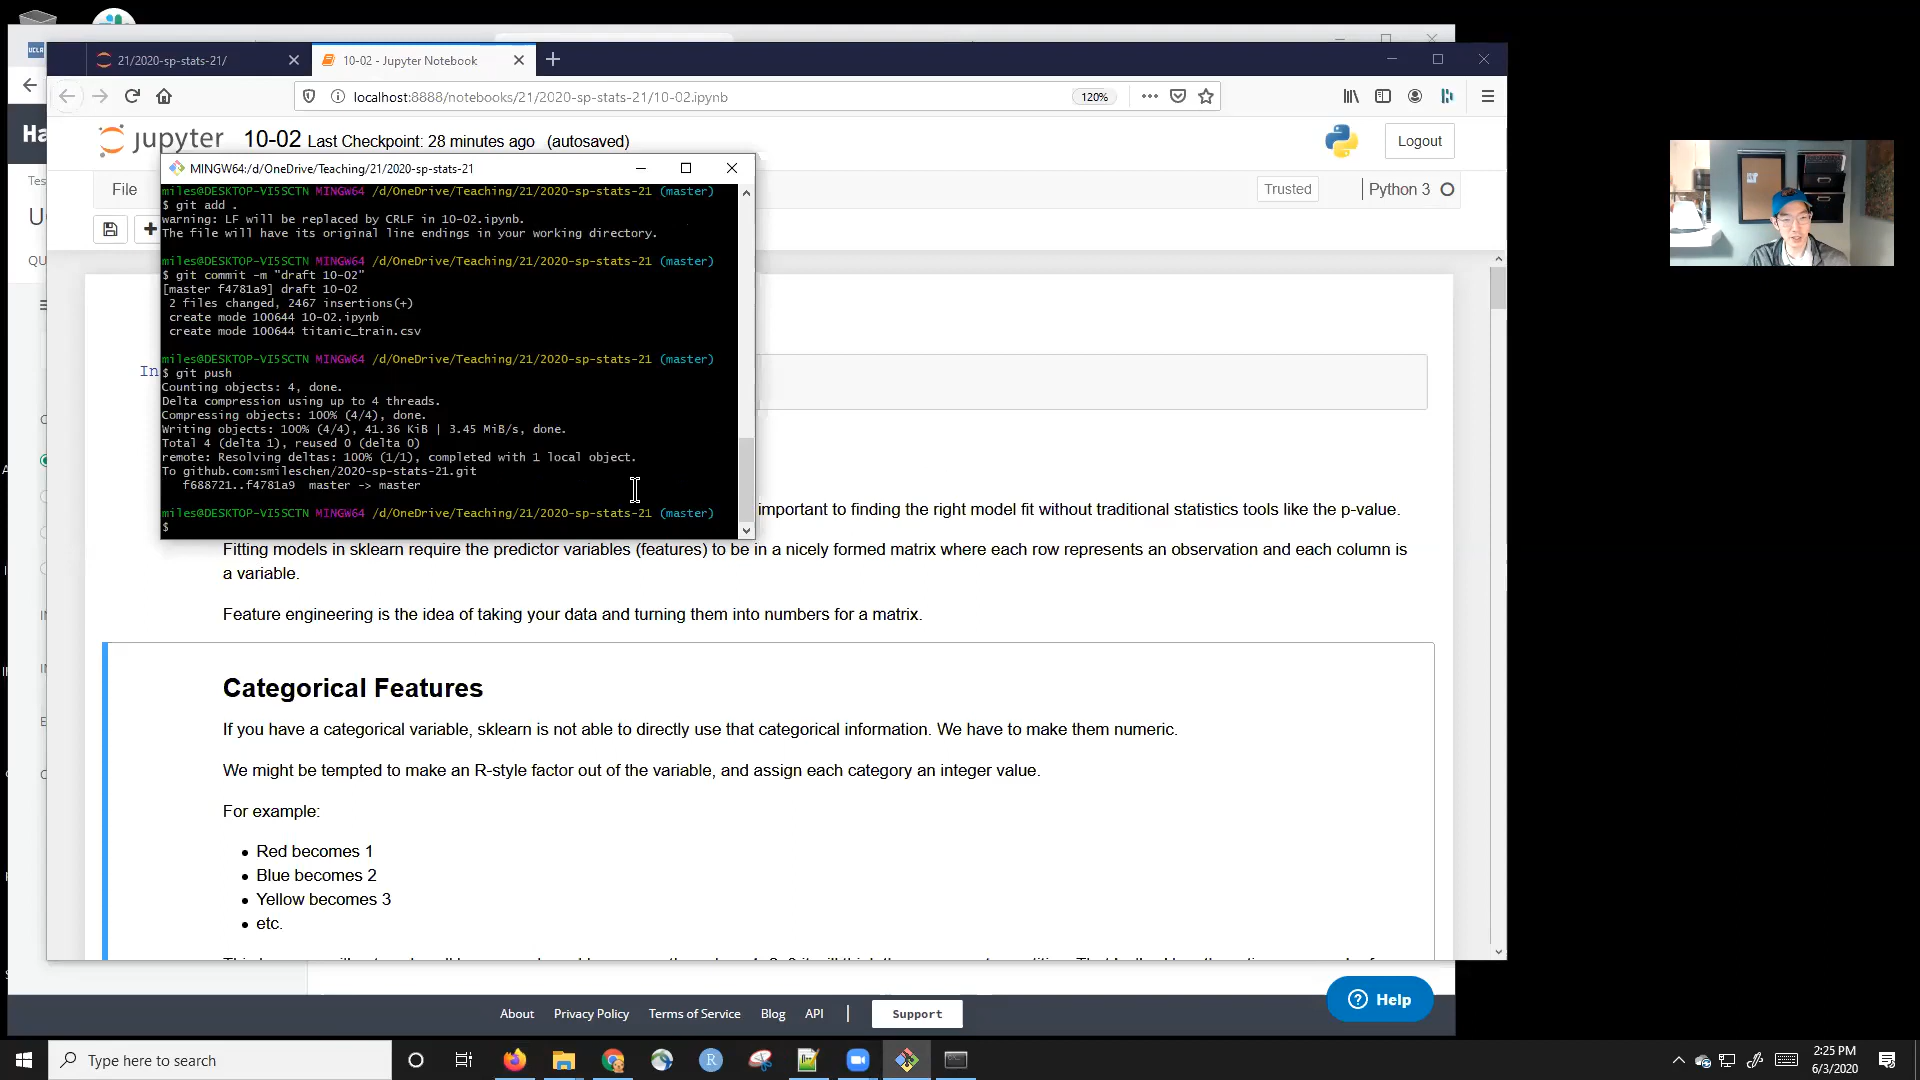 21/2020-sp-stats-21/
10-02 - Jupyter Notebook
UCLA
localhost:8888/notebooks/21/2020-sp-stats-21/10-02.ipynb
120%
jupyter 10-02 Last Checkpoint: 28 minutes ago (autosaved)
Logout
Ha
MINGW64:/d/OneDrive/Teaching/21/2020-sp-stats-21
File
Trusted
Python 3
Tes
U
QU
miles@DESKTOP-VI5SCTN MINGW64 /d/OneDrive/Teaching/21/2020-sp-stats-21 (master)
$ git add .
warning: LF will be replaced by CRLF in 10-02.ipynb.
The file will have its original line endings in your working directory.
miles@DESKTOP-VI5SCTN MINGW64 /d/OneDrive/Teaching/21/2020-sp-stats-21 (master)
$ git commit -m "draft 10-02"
[master f4781a9] draft 10-02
2 files changed, 2467 insertions(+)
create mode 100644 10-02.ipynb
create mode 100644 titanic_train.csv
miles@DESKTOP-VI5SCTN MINGW64 /d/OneDrive/Teaching/21/2020-sp-stats-21 (master)
In
$ git push
Counting objects: 4, done.
Delta compression using up to 4 threads.
Compressing objects: 100% (4/4), done.
Writing objects: 100% (4/4), 41.36 KiB | 3.45 MiB/s, done.
Total 4 (delta 1), reused 0 (delta 0)
remote: Resolving deltas: 100% (1/1), completed with 1 local object.
To github.com:smileschen/2020-sp-stats-21.git
f688721..f4781a9 master -> master
miles@DESKTOP-VI5SCTN MINGW64 /d/OneDrive/Teaching/21/2020-sp-stats-21 (master)
$
important to finding the right model fit without traditional statistics tools like the p-value.
Fitting models in sklearn require the predictor variables (features) to be in a nicely formed matrix where each row represents an observation and each column is
a variable.
Feature engineering is the idea of taking your data and turning them into numbers for a matrix.
Categorical Features
If you have a categorical variable, sklearn is not able to directly use that categorical information. We have to make them numeric.
We might be tempted to make an R-style factor out of the variable, and assign each category an integer value.
For example:
• Red becomes 1
• Blue becomes 2
• Yellow becomes 3
• etc.
Help
About
Privacy Policy
Terms of Service
Blog
API
Support
Type here to search
R
2:25 PM
6/3/2020